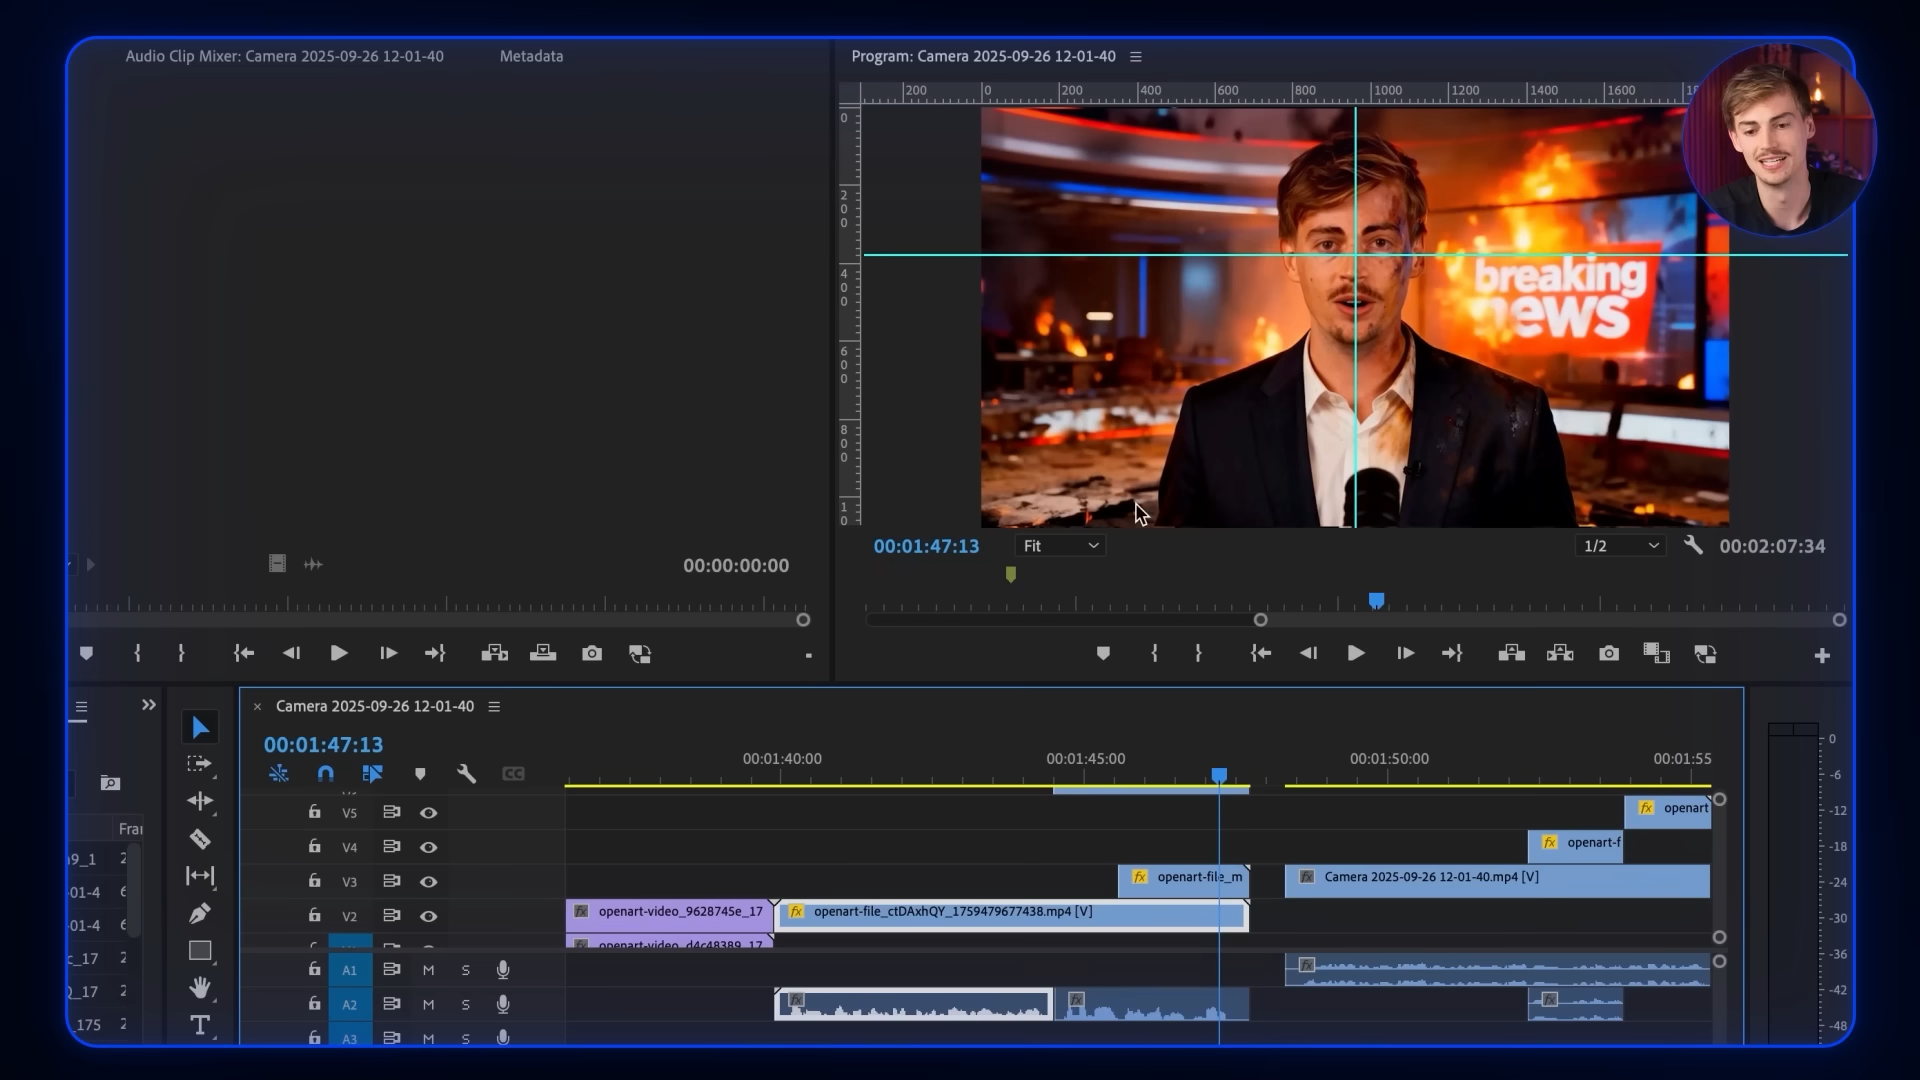 Audio Clip Mixer: Camera 2025-09-26 12-01-40
Metadata
Program: Camera 2025-09-26 12-01-40
200 0 200 400 600 800 1000 1200 1400 1600
0
200
400
600
800
10
breaking
news
00:00:00:00
00:01:47:13
Fit
1/2
00:02:07:34
Camera 2025-09-26 12-01-40
00:01:47:13
CC
00:01:40:00
00:01:45:00
00:01:50:00
00:01:55
V5
openart
V4
openart-f
V3
fx openart-file_m
fx Camera 2025-09-26 12-01-40.mp4 [V]
V2
fx openart-video_9628745e_17
fx openart-file_ctDAxhQY_1759479677438.mp4 [V]
openart-video_d4c48389_17
A1 M S
A2 M S
A3 M S
Fra
a9_1 2
-01-4 6
-01-4 6
c_17 2
Q_17 2
_175 2
0
-6
-12
-18
-24
-30
-36
-42
-48